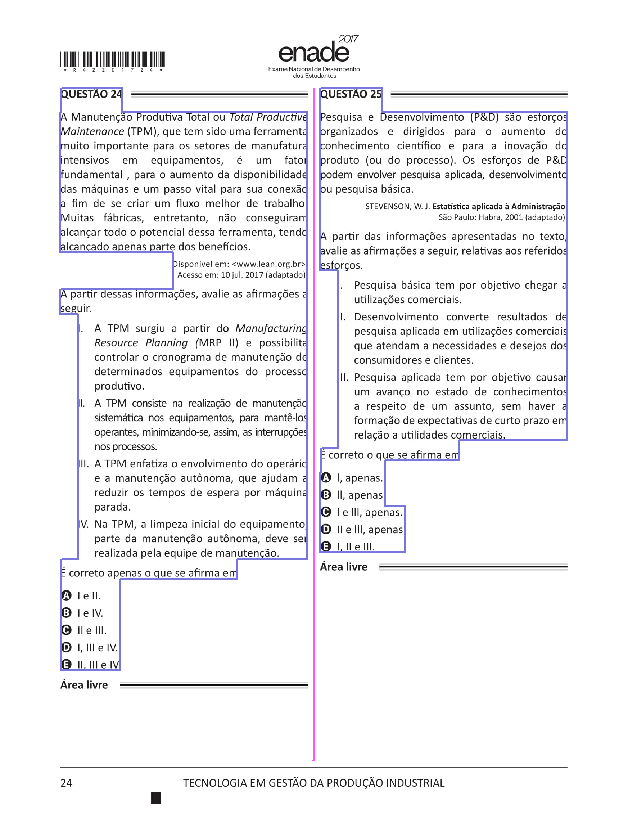 2017
enade
Exame Nacional de Desempenho
dos Estudantes
QUESTÃO 24
A Manutenção Produtiva Total ou Total Productive
Maintenance (TPM), que tem sido uma ferramenta
muito importante para os setores de manufatura
intensivos em equipamentos, é um fator
fundamental , para o aumento da disponibilidade
das máquinas e um passo vital para sua conexão
a fim de se criar um fluxo melhor de trabalho
Muitas fábricas, entretanto, não conseguiram
alcançar todo o potencial dessa ferramenta, tendo
alcançado apenas parte dos benefícios.
Disponível em: <www.lean.org.br>
Acesso em: 10 jul. 2017 (adaptado)
A partir dessas informações, avalie as afirmações a
seguir.
I. A TPM surgiu a partir do Manufacturing
Resource Planning (MRP II) e possibilita
controlar o cronograma de manutenção de
determinados equipamentos do processo
produtivo.
II. A TPM consiste na realização de manutenção
sistemática nos equipamentos, para mantê-los
operantes, minimizando-se, assim, as interrupções
nos processos.
III. A TPM enfatiza o envolvimento do operário
e a manutenção autônoma, que ajudam a
reduzir os tempos de espera por máquina
parada.
IV. Na TPM, a limpeza inicial do equipamento
parte da manutenção autônoma, deve ser
realizada pela equipe de manutenção.
É correto apenas o que se afirma em
A I e II.
B I e IV.
C II e III.
D I, III e IV.
E II, III e IV
Área livre
QUESTÃO 25
Pesquisa e Desenvolvimento (P&D) são esforços
organizados e dirigidos para o aumento do
conhecimento científico e para a inovação do
produto (ou do processo). Os esforços de P&D
podem envolver pesquisa aplicada, desenvolvimento
ou pesquisa básica.
STEVENSON, W. J. Estatística aplicada à Administração
São Paulo: Habra, 2001 (adaptado)
A partir das informações apresentadas no texto,
avalie as afirmações a seguir, relativas aos referidos
esforços.
I. Pesquisa básica tem por objetivo chegar a
utilizações comerciais.
II. Desenvolvimento converte resultados de
pesquisa aplicada em utilizações comerciais
que atendam a necessidades e desejos dos
consumidores e clientes.
III. Pesquisa aplicada tem por objetivo causar
um avanço no estado de conhecimentos
a respeito de um assunto, sem haver a
formação de expectativas de curto prazo em
relação a utilidades comerciais.
É correto o que se afirma em
A I, apenas.
B II, apenas
C I e III, apenas.
D II e III, apenas
E I, II e III.
Área livre
24
TECNOLOGIA EM GESTÃO DA PRODUÇÃO INDUSTRIAL